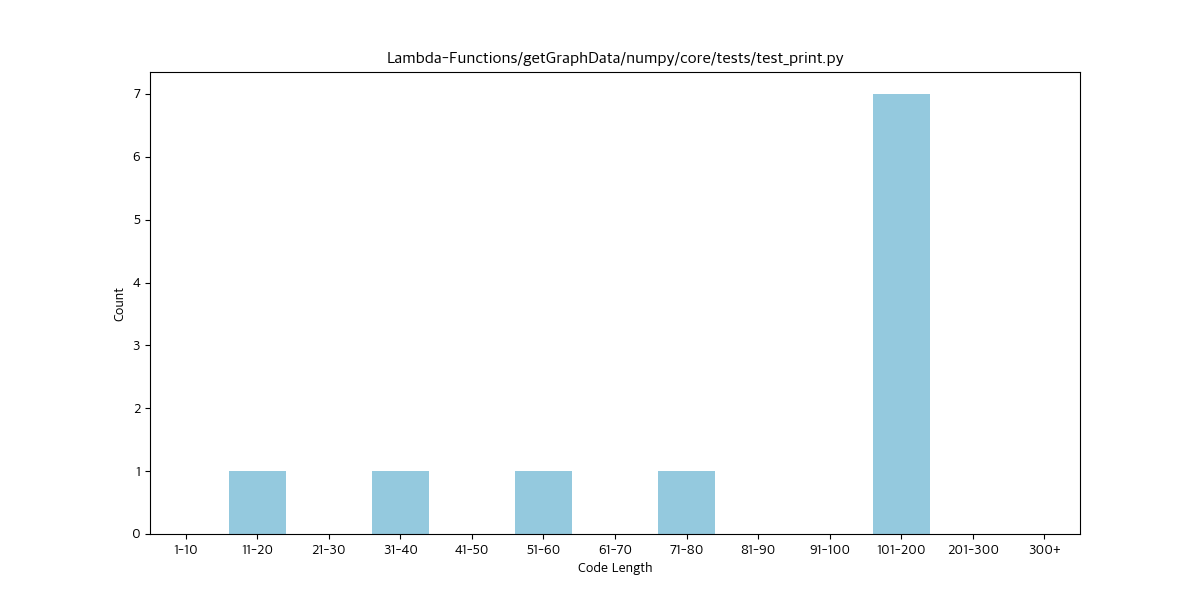 Lambda-Functions/getGraphData/numpy/core/tests/test_print.py
7
6
5
4
3
2
1
0
Count
1-10 11-20 21-30 31-40 41-50 51-60 61-70 71-80 81-90 91-100 101-200 201-300 300+
Code Length